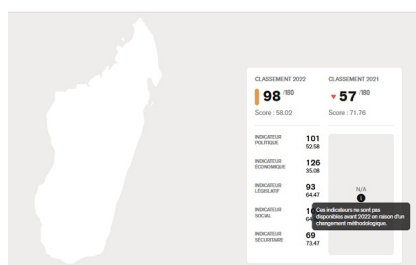 CLASSEMENT 2022
98 /180
Score : 58.02
CLASSEMENT 2021
57 /180
Score : 71.76
INDICATEUR POLITIQUE
101
52.58
INDICATEUR ÉCONOMIQUE
126
35.08
INDICATEUR LÉGISLATIF
93
64.47
INDICATEUR SOCIAL
INDICATEUR SÉCURITAIRE
69
73.47
N/A
Ces indicateurs ne sont pas
disponibles avant 2022 en raison d'un
changement méthodologique.